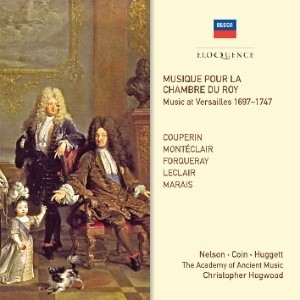 DECCA
ELOQUENCE
MUSIQUE POUR LA
CHAMBRE DU ROY
Music at Versailles 1697–1747
COUPERIN
MONTÉCLAIR
FORQUERAY
LECLAIR
MARAIS
Nelson · Coin · Huggett
The Academy of Ancient Music
Christopher Hogwood